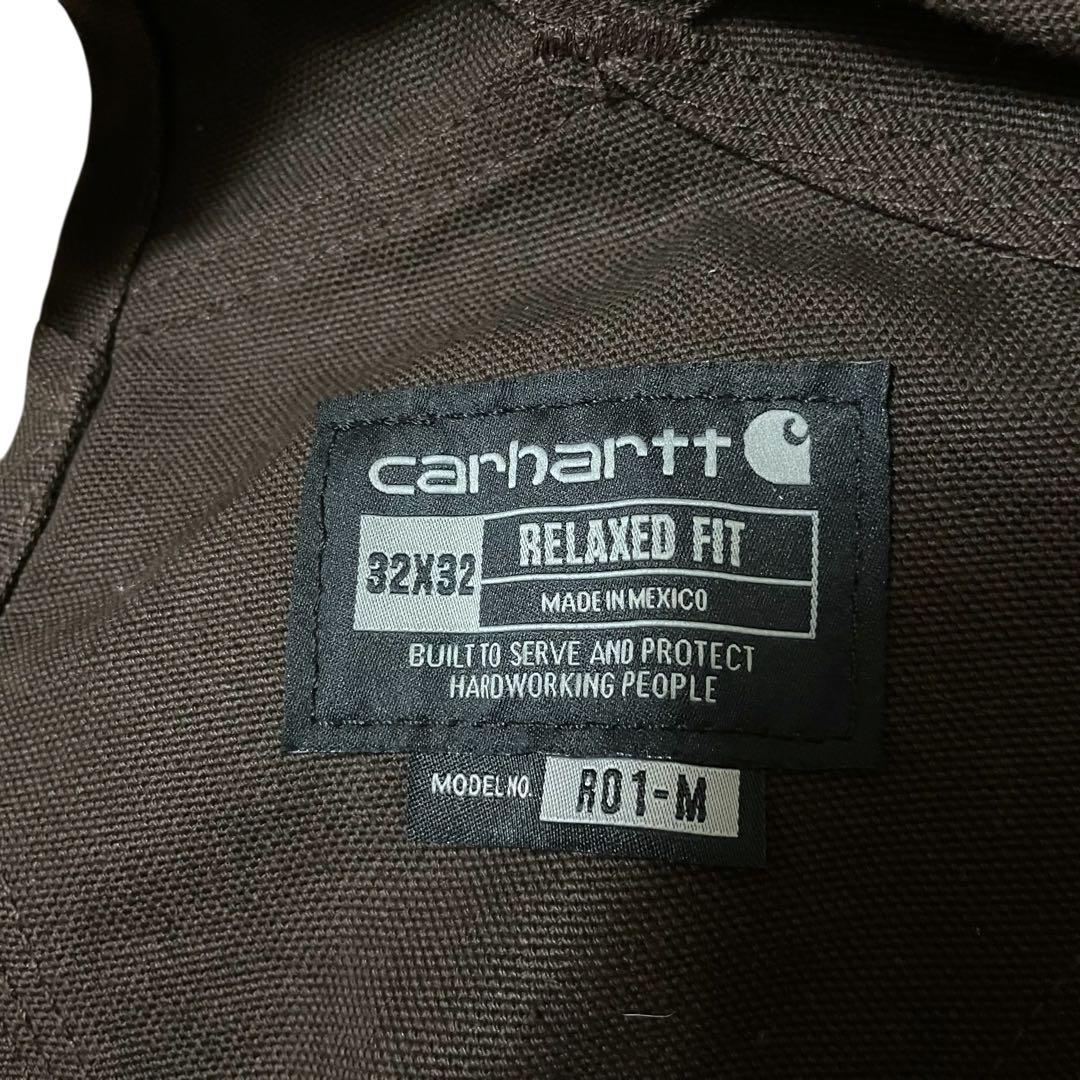 carhartt
32X32
RELAXED FIT
MADE IN MEXICO
BUILT TO SERVE AND PROTECT
HARDWORKING PEOPLE
MODEL NO. R01-M